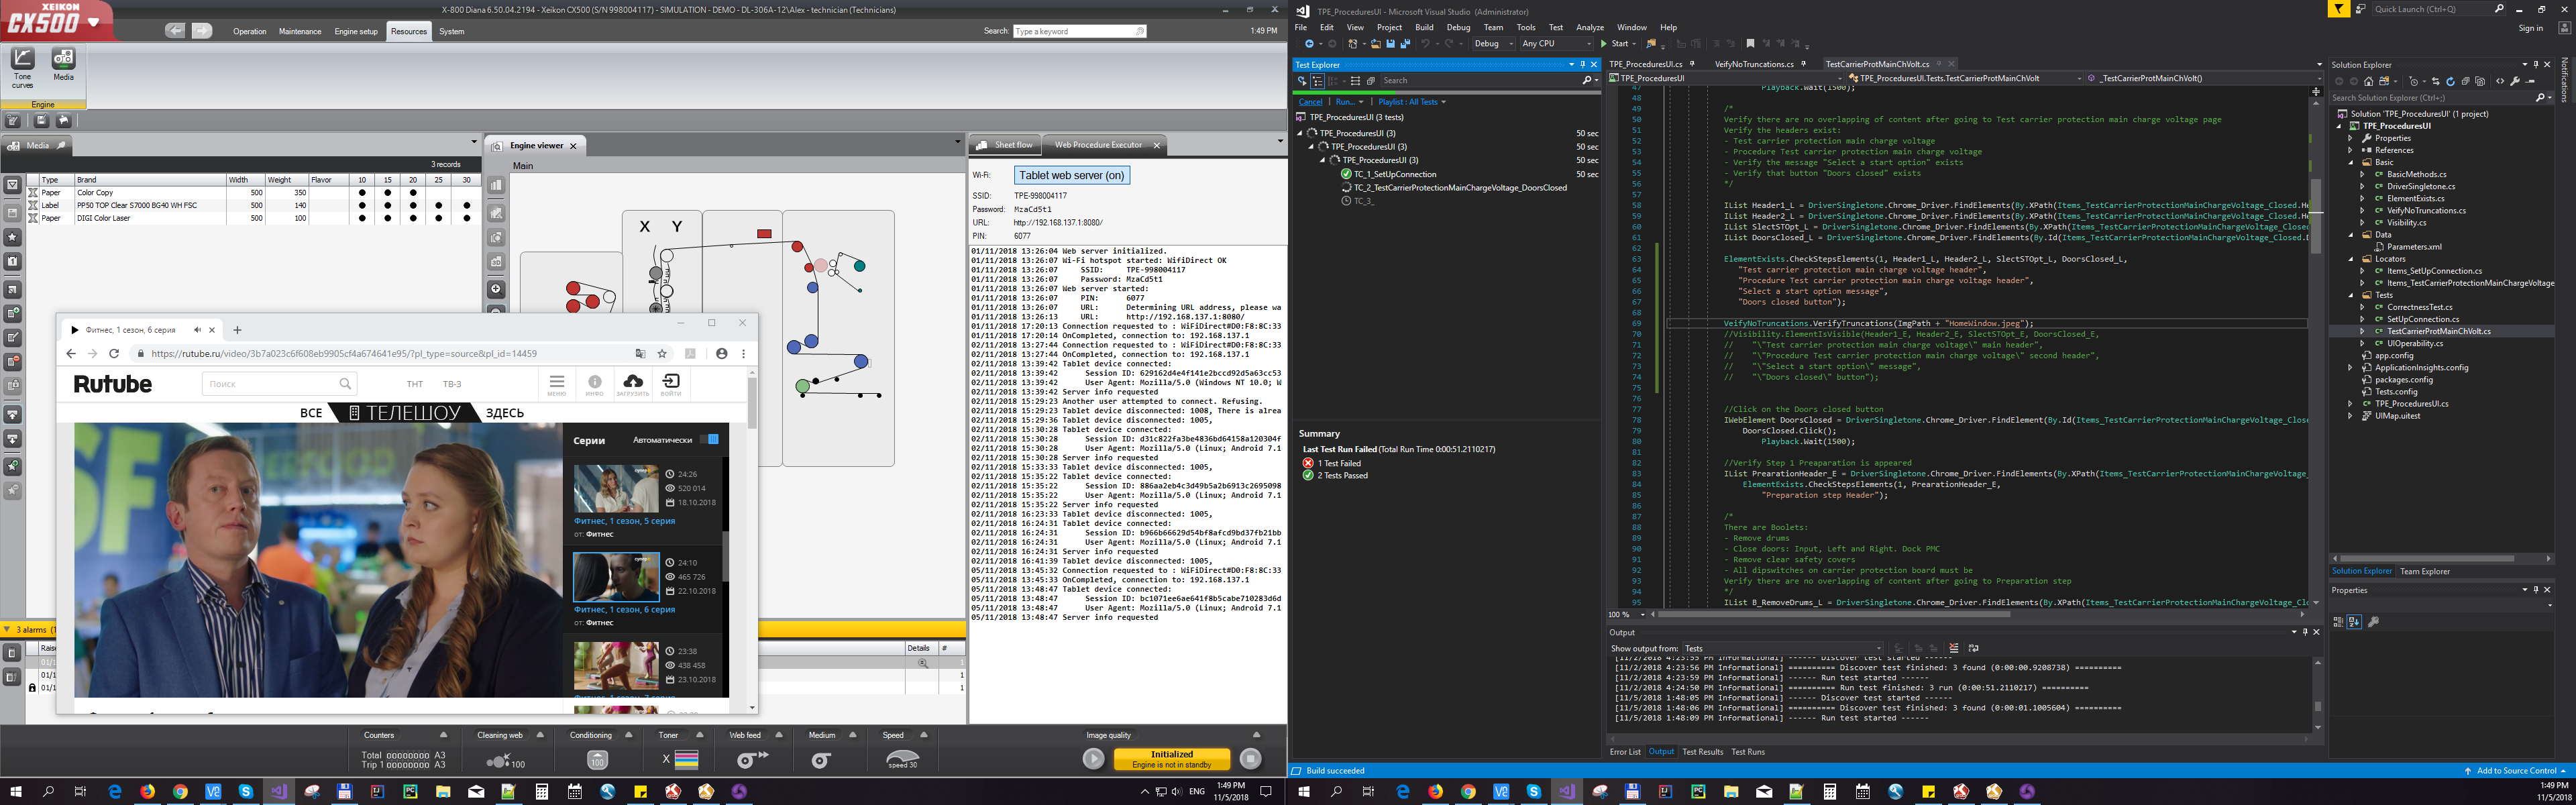 XEIKON
CX500
X-800 Diana 6.50.04.2194 - Xeikon CX500 (S/N 998004117) - SIMULATION - DEMO - DL-306A-12\Alex - technician (Technicians)
Operation Maintenance Engine setup Resources System
Search: Type a keyword
1:49 PM
Tone curves
Media
Engine
Media
3 records
Type Brand Width Weight Flavor 10 15 20 25 30
Paper Color Copy 500 350
Label PP50 TOP Clear S7000 BG40 WH FSC 500 140
Paper DIGI Color Laser 500 100
Engine viewer
Main
X Y
Sheet flow Web Procedure Executor
Wi-Fi: Tablet web server (on)
SSID: TPE-998004117
Password: MzaCd5t1
URL: http://192.168.137.1:8080/
PIN: 6077
01/11/2018 13:26:04 Web server initialized.
01/11/2018 13:26:07 Wi-Fi hotspot started: WifiDirect OK
01/11/2018 13:26:07 SSID: TPE-998004117
01/11/2018 13:26:07 Password: MzaCd5t1
01/11/2018 13:26:07 Web server started:
01/11/2018 13:26:07 PIN: 6077
01/11/2018 13:26:07 URL: Determining URL address, please wa
01/11/2018 13:26:13 URL: http://192.168.137.1:8080/
01/11/2018 17:20:13 Connection requested to : WiFiDirect#D0:F8:8C:33
01/11/2018 17:20:14 OnCompleted, connection to: 192.168.137.1
02/11/2018 13:27:44 Connection requested to : WiFiDirect#D0:F8:8C:33
02/11/2018 13:27:44 OnCompleted, connection to: 192.168.137.1
02/11/2018 13:39:42 Tablet device connected:
02/11/2018 13:39:42 Session ID: 629162d4e4f141e2bccd92d5a63cc53
02/11/2018 13:39:42 User Agent: Mozilla/5.0 (Windows NT 10.0; W
02/11/2018 13:39:42 Server info requested
02/11/2018 15:29:23 Another user attempted to connect. Refusing.
02/11/2018 15:29:23 Tablet device disconnected: 1008, There is alrea
02/11/2018 15:29:36 Tablet device disconnected: 1005,
02/11/2018 15:30:28 Tablet device connected:
02/11/2018 15:30:28 Session ID: d31c822fa3be4836bd64158a120304f
02/11/2018 15:30:28 User Agent: Mozilla/5.0 (Linux; Android 7.1
02/11/2018 15:30:28 Server info requested
02/11/2018 15:33:33 Tablet device disconnected: 1005,
02/11/2018 15:35:22 Tablet device connected:
02/11/2018 15:35:22 Session ID: 886aa2eb4c3d49b5a2b6913c2695098
02/11/2018 15:35:22 User Agent: Mozilla/5.0 (Linux; Android 7.1
02/11/2018 15:35:22 Server info requested
02/11/2018 16:23:33 Tablet device disconnected: 1005,
02/11/2018 16:24:31 Tablet device connected:
02/11/2018 16:24:31 Session ID: b966b66629d54bf8afcd9bd37fb21bb
02/11/2018 16:24:31 User Agent: Mozilla/5.0 (Linux; Android 7.1
02/11/2018 16:24:31 Server info requested
02/11/2018 16:41:39 Tablet device disconnected: 1005,
05/11/2018 13:45:32 Connection requested to : WiFiDirect#D0:F8:8C:33
05/11/2018 13:45:33 OnCompleted, connection to: 192.168.137.1
05/11/2018 13:48:47 Tablet device connected:
05/11/2018 13:48:47 Session ID: bc1071ee6ae641f8b5cabe710283d6d
05/11/2018 13:48:47 User Agent: Mozilla/5.0 (Linux; Android 7.1
05/11/2018 13:48:47 Server info requested
Фитнес, 1 сезон, 6 серия
https://rutube.ru/video/3b7a023c6f608eb9905cf4a674641e95/?pl_type=source&pl_id=14459
Rutube Поиск ТНТ ТВ-3 МЕНЮ ИНФО ЗАГРУЗИТЬ ВОЙТИ
ВСЕ ТЕЛЕШОУ ЗДЕСЬ
Серии Автоматически
24:26
520 014
18.10.2018
Фитнес, 1 сезон, 5 серия
от: Фитнес
24:10
465 726
22.10.2018
Фитнес, 1 сезон, 6 серия
от: Фитнес
23:38
438 458
23.10.2018
3 alarms
Details #
1
1
1
Counters Cleaning web Conditioning Toner Web feed Medium Speed Image quality
Total 00000000 A3
Trip 1 00000000 A3
100
100
X
speed 30
Initialized
Engine is not in standby
ENG
1:49 PM
11/5/2018
TPE_ProceduresUI - Microsoft Visual Studio (Administrator)
Quick Launch (Ctrl+Q)
File Edit View Project Build Debug Team Tools Test Analyze Window Help
Sign in
Debug Any CPU Start
Test Explorer
Search
Cancel Run... Playlist : All Tests
TPE_ProceduresUI (3 tests)
TPE_ProceduresUI (3) 50 sec
TPE_ProceduresUI (3) 50 sec
TPE_ProceduresUI (3) 50 sec
TC_1_SetUpConnection 50 sec
TC_2_TestCarrierProtectionMainChargeVoltage_DoorsClosed
TC_3_
Summary
Last Test Run Failed (Total Run Time 0:00:51.2110217)
1 Test Failed
2 Tests Passed
TPE_ProceduresUI.cs VeifyNoTruncations.cs TestCarrierProtMainChVolt.cs
TPE_ProceduresUI TPE_ProceduresUI.Tests.TestCarrierProtMainChVolt _TestCarrierProtMainChVolt()
47 Playback.Wait(1500);
48
49 /*
50 Verify there are no overlapping of content after going to Test carrier protection main charge voltage page
51 Verify the headers exist:
52 - Test carrier protection main charge voltage
53 - Procedure Test carrier protection main charge voltage
54 - Verify the message "Select a start option" exists
55 - Verify that button "Doors closed" exists
56 */
57
58 IList Header1_L = DriverSingletone.Chrome_Driver.FindElements(By.XPath(Items_TestCarrierProtectionMainChargeVoltage_Closed.He
59 IList Header2_L = DriverSingletone.Chrome_Driver.FindElements(By.XPath(Items_TestCarrierProtectionMainChargeVoltage_Closed.He
60 IList SlectSTOpt_L = DriverSingletone.Chrome_Driver.FindElements(By.XPath(Items_TestCarrierProtectionMainChargeVoltage_Closed
61 IList DoorsClosed_L = DriverSingletone.Chrome_Driver.FindElements(By.Id(Items_TestCarrierProtectionMainChargeVoltage_Closed.D
62
63 ElementExists.CheckStepsElements(1, Header1_L, Header2_L, SlectSTOpt_L, DoorsClosed_L,
64 "Test carrier protection main charge voltage header",
65 "Procedure Test carrier protection main charge voltage header",
66 "Select a start option message",
67 "Doors closed button");
68
69 VeifyNoTruncations.VerifyTruncations(ImgPath + "HomeWindow.jpeg");
70 //Visibility.ElementIsVisible(Header1_E, Header2_E, SlectSTOpt_E, DoorsClosed_E,
71 // "\"Test carrier protection main charge voltage\" main header",
72 // "\"Procedure Test carrier protection main charge voltage\" second header",
73 // "\"Select a start option\" message",
74 // "\"Doors closed\" button");
75
76
77 //Click on the Doors closed button
78 IWebElement DoorsClosed = DriverSingletone.Chrome_Driver.FindElement(By.Id(Items_TestCarrierProtectionMainChargeVoltage_Close
79 DoorsClosed.Click();
80 Playback.Wait(1500);
81
82 //Verify Step 1 Preaparation is appeared
83 IList PrearationHeader_E = DriverSingletone.Chrome_Driver.FindElements(By.XPath(Items_TestCarrierProtectionMainChargeVoltage_
84 ElementExists.CheckStepsElements(1, PrearationHeader_E,
85 "Preparation step Header");
86
87 /*
88 There are Boolets:
89 - Remove drums
90 - Close doors: Input, Left and Right. Dock PMC
91 - Remove clear safety covers
92 - All dipswitches on carrier protection board must be
93 Verify there are no overlapping of content after going to Preparation step
94 */
95 IList B_RemoveDrums_L = DriverSingletone.Chrome_Driver.FindElements(By.XPath(Items_TestCarrierProtectionMainChargeVoltage_Clo
100 %
Output
Show output from: Tests
[11/2/2018 4:23:55 PM Informational] ------ Discover test started ------
[11/2/2018 4:23:56 PM Informational] ========== Discover test finished: 3 found (0:00:00.9208738) ==========
[11/2/2018 4:23:59 PM Informational] ------ Run test started ------
[11/2/2018 4:24:50 PM Informational] ========== Run test finished: 3 run (0:00:51.2110217) ==========
[11/5/2018 1:48:05 PM Informational] ------ Discover test started ------
[11/5/2018 1:48:06 PM Informational] ========== Discover test finished: 3 found (0:00:01.1005604) ==========
[11/5/2018 1:48:09 PM Informational] ------ Run test started ------
Error List Output Test Results Test Runs
Solution Explorer
Search Solution Explorer (Ctrl+;)
Solution 'TPE_ProceduresUI' (1 project)
TPE_ProceduresUI
Properties
References
Basic
BasicMethods.cs
DriverSingletone.cs
ElementExists.cs
VeifyNoTruncations.cs
Visibility.cs
Data
Parameters.xml
Locators
Items_SetUpConnection.cs
Items_TestCarrierProtectionMainChargeVoltage
Tests
CorrectnessTest.cs
SetUpConnection.cs
TestCarrierProtMainChVolt.cs
UIOperability.cs
app.config
ApplicationInsights.config
packages.config
Tests.config
TPE_ProceduresUI.cs
UIMap.uitest
Solution Explorer Team Explorer
Properties
Notifications
Build succeeded
Add to Source Control
1:49 PM
11/5/2018